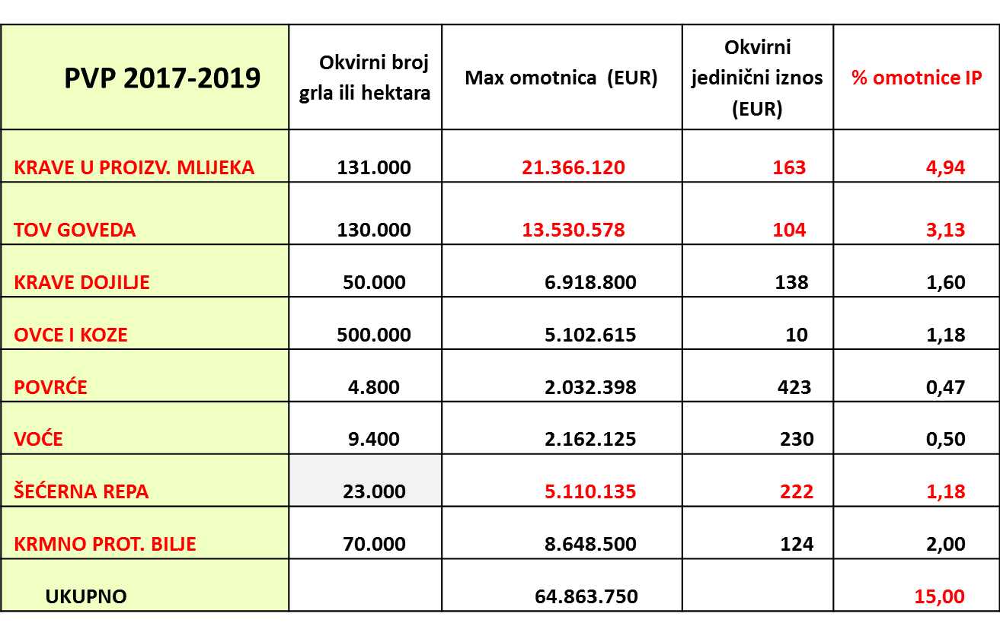 PVP 2017-2019
Okvirni broj
grla ili hektara
Max omotnica (EUR)
Okvirni
jedinični iznos
(EUR)
% omotnice IP
KRAVE U PROIZV. MLIJEKA 131.000 21.366.120 163 4,94
TOV GOVEDA 130.000 13.530.578 104 3,13
KRAVE DOJILJE 50.000 6.918.800 138 1,60
OVCE I KOZE 500.000 5.102.615 10 1,18
POVRĆE 4.800 2.032.398 423 0,47
VOĆE 9.400 2.162.125 230 0,50
ŠEĆERNA REPA 23.000 5.110.135 222 1,18
KRMNO PROT. BILJE 70.000 8.648.500 124 2,00
UKUPNO 64.863.750 15,00